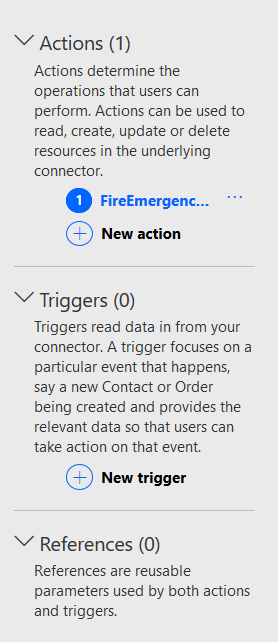 Actions (1)
Actions determine the
operations that users can
perform. Actions can be used to
read, create, update or delete
resources in the underlying
connector.
1 FireEmergenc... ...
New action
Triggers (0)
Triggers read data in from your
connector. A trigger focuses on a
particular event that happens,
say a new Contact or Order
being created and provides the
relevant data so that users can
take action on that event.
New trigger
References (0)
References are reusable
parameters used by both actions
and triggers.